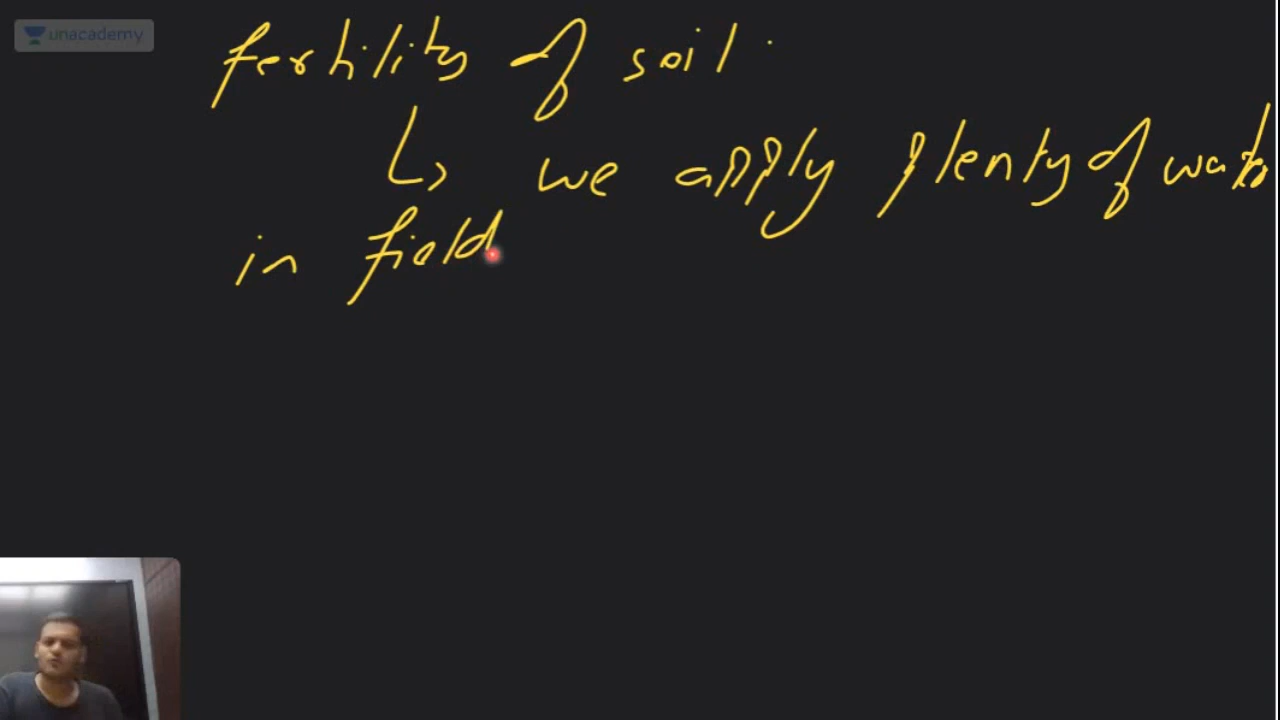 unacademy
fertility of soil
↳ we apply plenty of water
in field